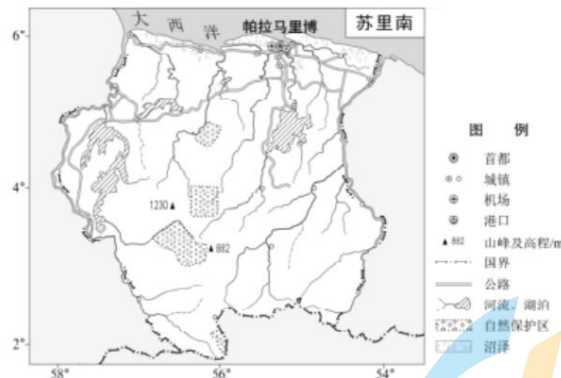 大西洋
帕拉马里博
苏里南
6°
4°
1230
882
2°
58°
56°
54°
图 例
首都
城镇
机场
港口
882 山峰及高程/m
国界
公路
河流、湖泊
自然保护区
沼泽